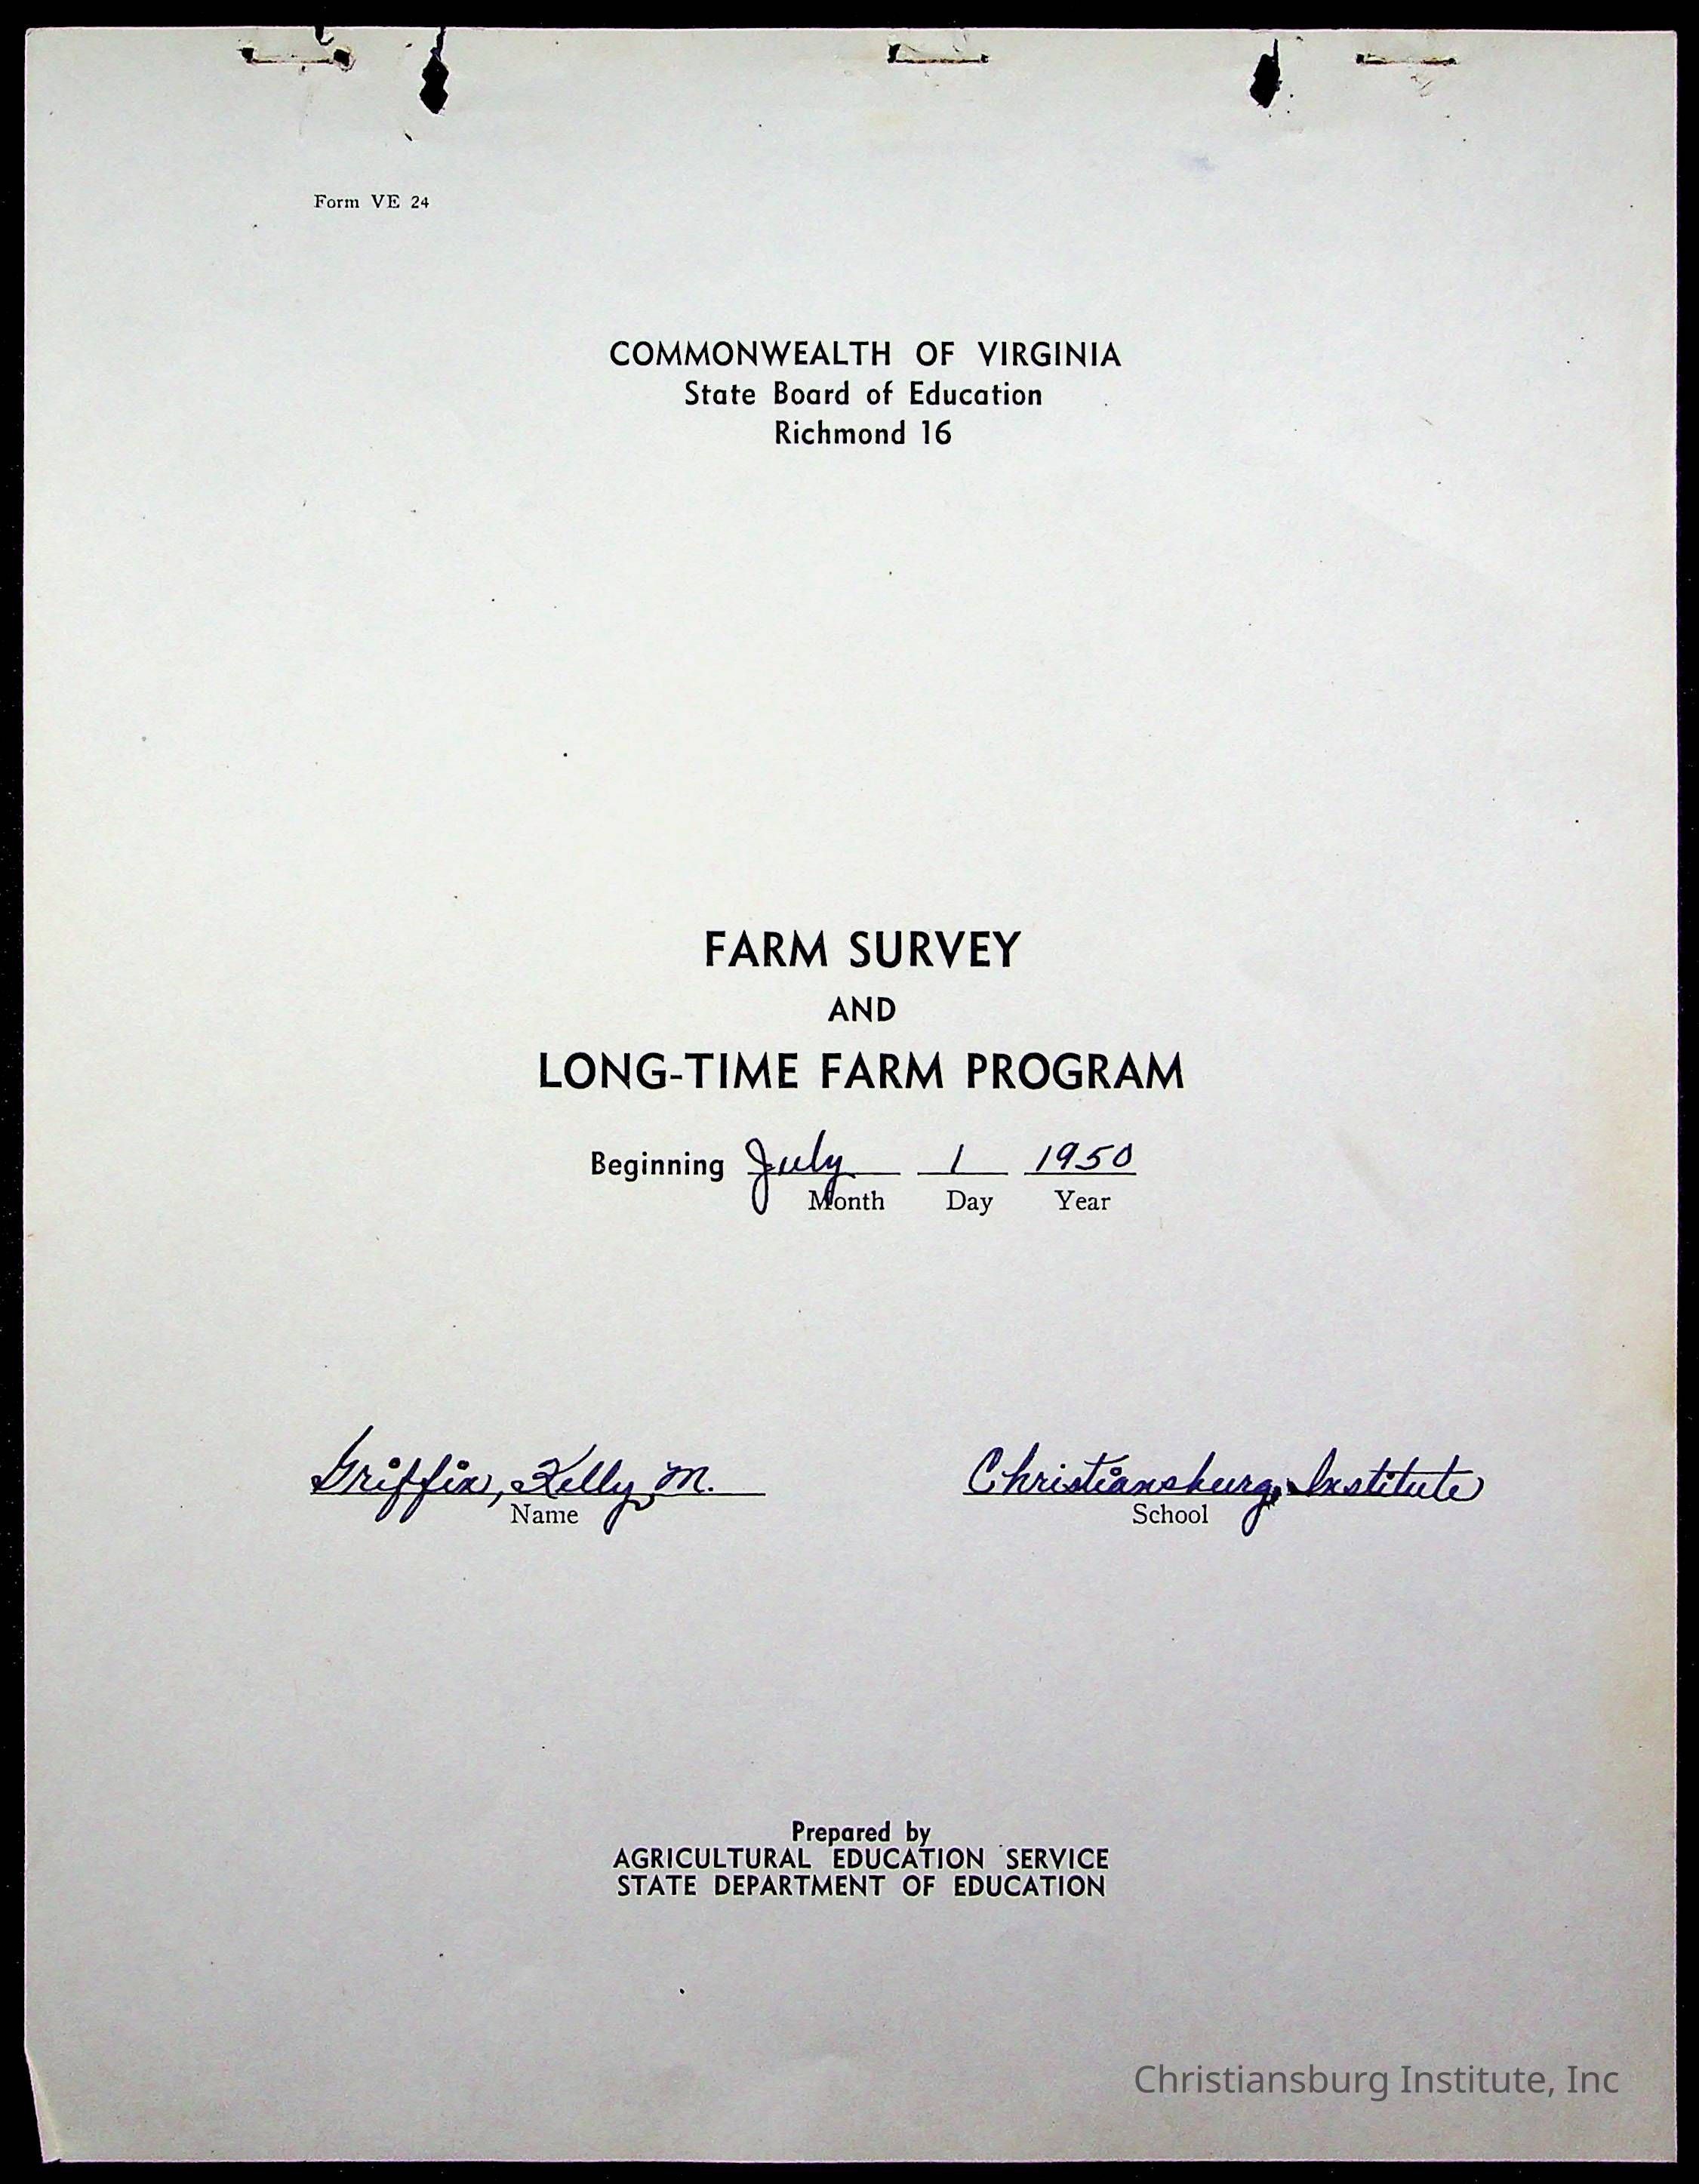 Form VE 24
COMMONWEALTH OF VIRGINIA
State Board of Education
Richmond 16
FARM SURVEY
AND
LONG-TIME FARM PROGRAM
Beginning July 1 1950
Month Day Year
Griffin, Kelly M. Christiansburg Institute
Name School
Prepared by
AGRICULTURAL EDUCATION SERVICE
STATE DEPARTMENT OF EDUCATION
Christiansburg Institute, Inc